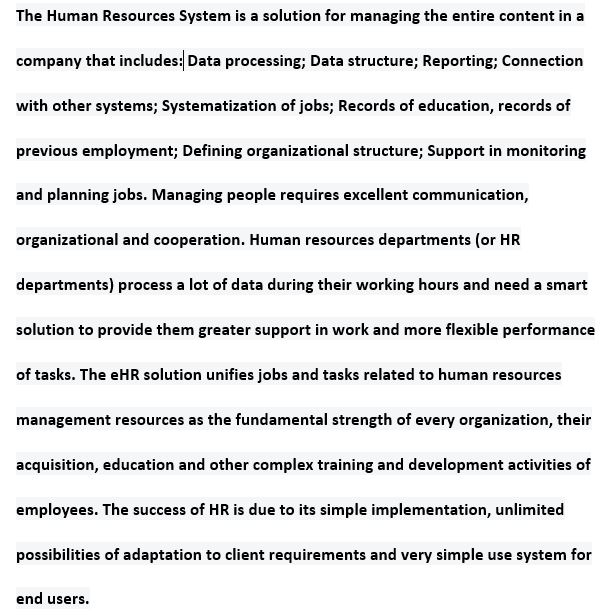 The Human Resources System is a solution for managing the entire content in a
company that includes: Data processing; Data structure; Reporting; Connection
with other systems; Systematization of jobs; Records of education, records of
previous employment; Defining organizational structure; Support in monitoring
and planning jobs. Managing people requires excellent communication,
organizational and cooperation. Human resources departments (or HR
departments) process a lot of data during their working hours and need a smart
solution to provide them greater support in work and more flexible performance
of tasks. The eHR solution unifies jobs and tasks related to human resources
management resources as the fundamental strength of every organization, their
acquisition, education and other complex training and development activities of
employees. The success of HR is due to its simple implementation, unlimited
possibilities of adaptation to client requirements and very simple use system for
end users.